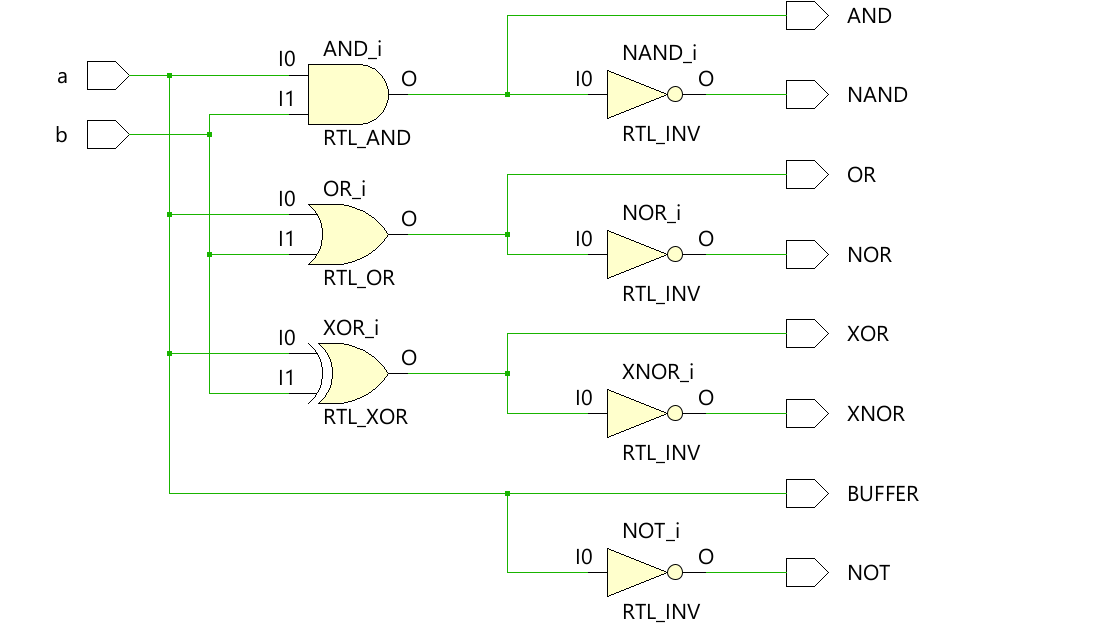 AND
AND_i
a
I0
O
I1
RTL_AND
NAND_i
I0
O
NAND
RTL_INV
b
OR
OR_i
I0
O
I1
RTL_OR
NOR_i
I0
O
NOR
RTL_INV
XOR
XOR_i
I0
O
I1
RTL_XOR
XNOR_i
I0
O
XNOR
RTL_INV
BUFFER
NOT_i
I0
O
NOT
RTL_INV